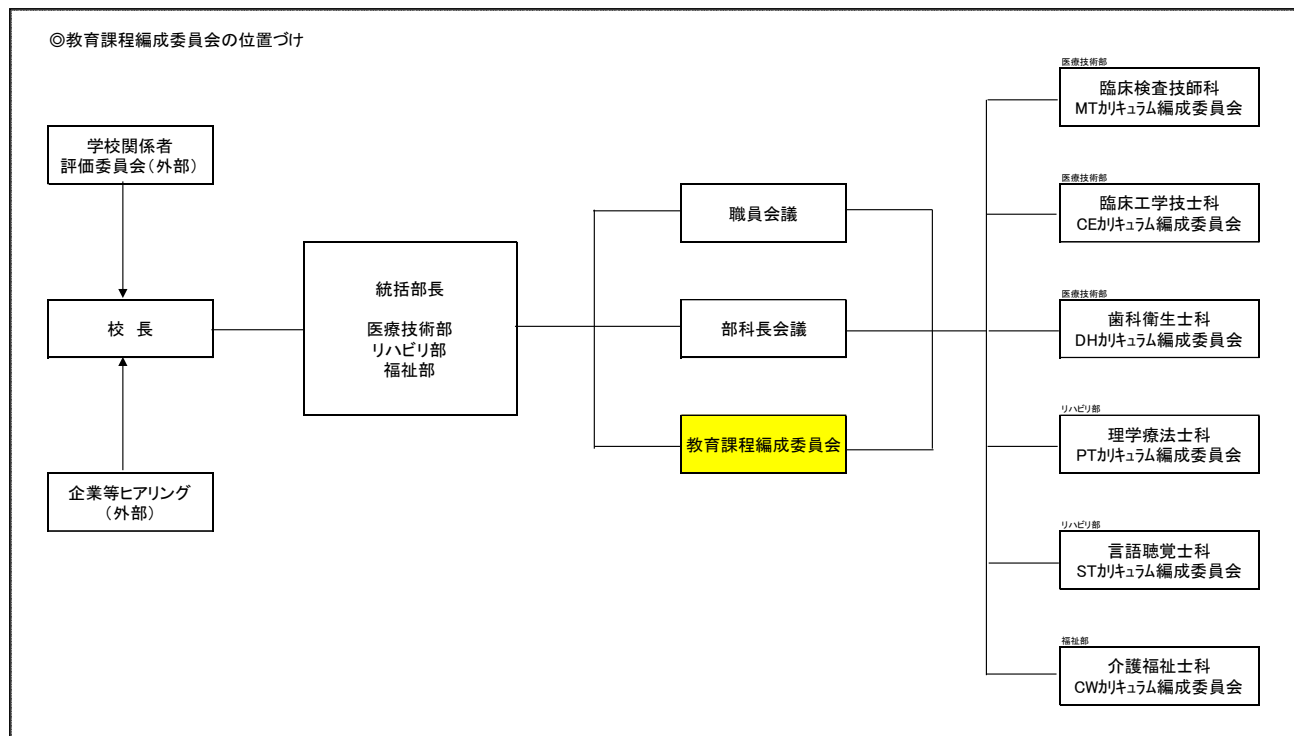 ◎教育課程編成委員会の位置づけ
学校関係者
評価委員会(外部)
校 長
企業等ヒアリング
(外部)
統括部長
医療技術部
リハビリ部
福祉部
職員会議
部科長会議
教育課程編成委員会
医療技術部
臨床検査技師科
MTｶﾘｷｭﾗﾑ編成委員会
医療技術部
臨床工学技士科
CEｶﾘｷｭﾗﾑ編成委員会
医療技術部
歯科衛生士科
DHｶﾘｷｭﾗﾑ編成委員会
リハビリ部
理学療法士科
PTｶﾘｷｭﾗﾑ編成委員会
リハビリ部
言語聴覚士科
STｶﾘｷｭﾗﾑ編成委員会
福祉部
介護福祉士科
CWｶﾘｷｭﾗﾑ編成委員会